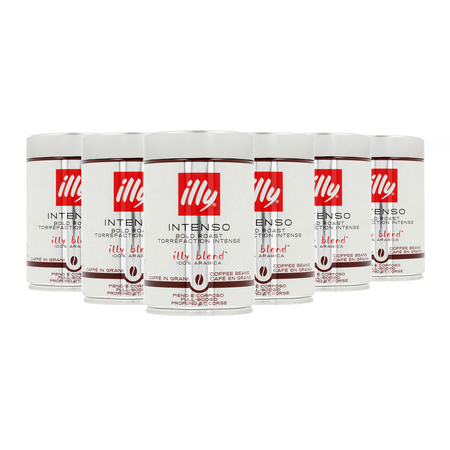 illy
INTENSO
BOLD ROAST
TORRÉFACTION INTENSE
illy blend
100% ARABICA
CAFFÈ IN GRANI
COFFEE BEANS
CAFÉ EN GRAINS
PIENO E CORPOSO
FULL-BODIED
PROFOND ET CORSÉ